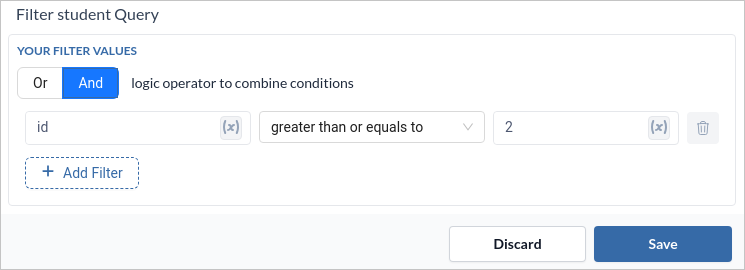 Filter student Query
YOUR FILTER VALUES
Or And logic operator to combine conditions
id (x) greater than or equals to 2 (x)
+ Add Filter
Discard Save